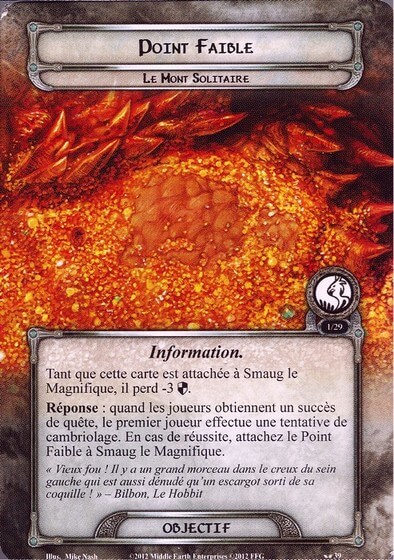 Point Faible
Le Mont Solitaire
1/29
Information.
Tant que cette carte est attachée à Smaug le
Magnifique, il perd -3 .
Réponse : quand les joueurs obtiennent un succès
de quête, le premier joueur effectue une tentative de
cambriolage. En cas de réussite, attachez le Point
Faible à Smaug le Magnifique.
« Vieux fou ! Il y a un grand morceau dans le creux du sein
gauche qui est aussi dénudé qu'un escargot sorti de sa
coquille ! » – Bilbon, Le Hobbit
OBJECTIF
Illus. Mike Nash ©2012 Middle Earth Enterprises ©2012 FFG 39